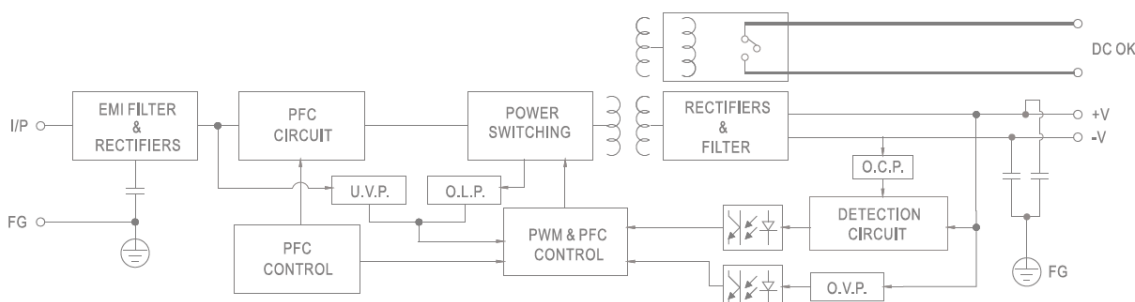 DC OK
I/P
EMI FILTER
&
RECTIFIERS
PFC
CIRCUIT
POWER
SWITCHING
RECTIFIERS
&
FILTER
+V
-V
O.C.P.
U.V.P.
O.L.P.
FG
PFC
CONTROL
PWM & PFC
CONTROL
DETECTION
CIRCUIT
O.V.P.
FG